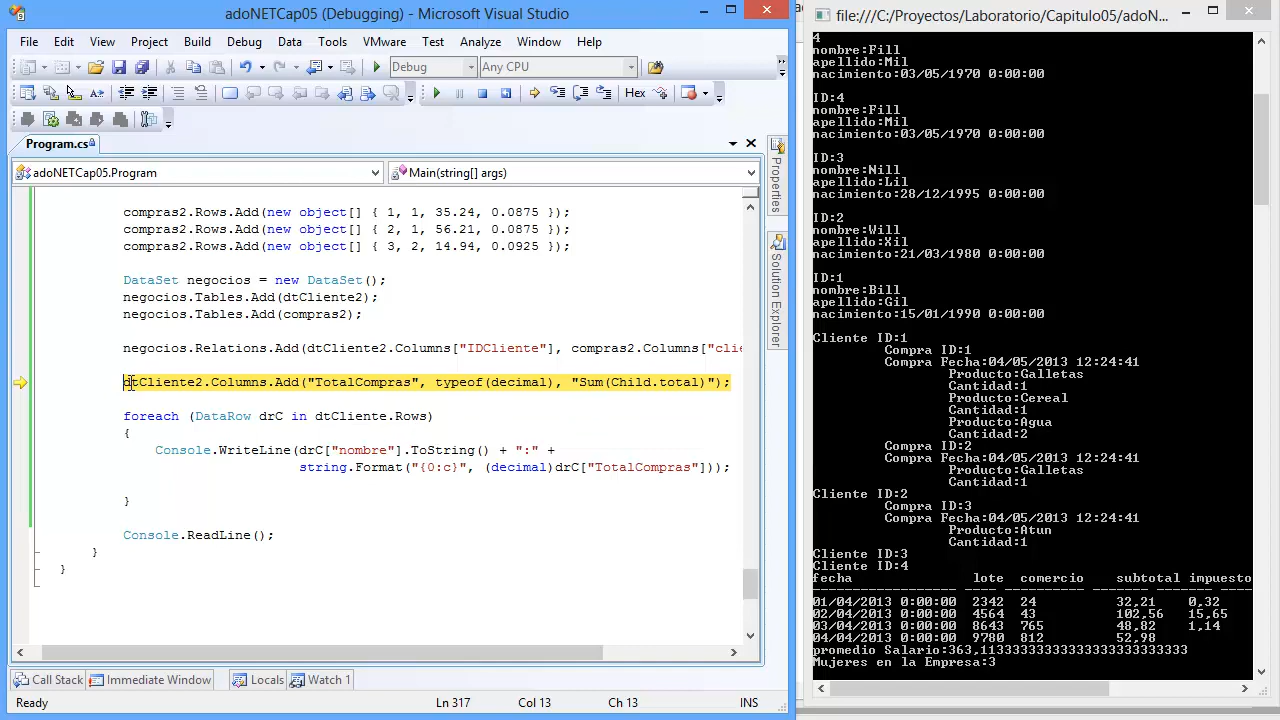 adoNETCap05 (Debugging) - Microsoft Visual Studio
File Edit View Project Build Debug Data Tools VMware Test Analyze Window Help
Debug Any CPU
Hex
Program.cs
adoNETCap05.Program Main(string[] args)
compras2.Rows.Add(new object[] { 1, 1, 35.24, 0.0875 });
compras2.Rows.Add(new object[] { 2, 1, 56.21, 0.0875 });
compras2.Rows.Add(new object[] { 3, 2, 14.94, 0.0925 });
DataSet negocios = new DataSet();
negocios.Tables.Add(dtCliente2);
negocios.Tables.Add(compras2);
negocios.Relations.Add(dtCliente2.Columns["IDCliente"], compras2.Columns["clie
dtCliente2.Columns.Add("TotalCompras", typeof(decimal), "Sum(Child.total)");
foreach (DataRow drC in dtCliente.Rows)
{
Console.WriteLine(drC["nombre"].ToString() + ":" +
string.Format("{0:c}", (decimal)drC["TotalCompras"]));
}
Console.ReadLine();
}
}
Properties
Solution Explorer
Call Stack Immediate Window Locals Watch 1
Ready Ln 317 Col 13 Ch 13 INS
file:///C:/Proyectos/Laboratorio/Capitulo05/adoN...
4
nombre:Fill
apellido:Mil
nacimiento:03/05/1970 0:00:00
ID:4
nombre:Fill
apellido:Mil
nacimiento:03/05/1970 0:00:00
ID:3
nombre:Nill
apellido:Lil
nacimiento:28/12/1995 0:00:00
ID:2
nombre:Will
apellido:Xil
nacimiento:21/03/1980 0:00:00
ID:1
nombre:Bill
apellido:Gil
nacimiento:15/01/1990 0:00:00
Cliente ID:1
Compra ID:1
Compra Fecha:04/05/2013 12:24:41
Producto:Galletas
Cantidad:1
Producto:Cereal
Cantidad:1
Producto:Agua
Cantidad:2
Compra ID:2
Compra Fecha:04/05/2013 12:24:41
Producto:Galletas
Cantidad:1
Cliente ID:2
Compra ID:3
Compra Fecha:04/05/2013 12:24:41
Producto:Atun
Cantidad:1
Cliente ID:3
Cliente ID:4
fecha lote comercio subtotal impuesto
------------------ ---- ---------- ------- ------- ----
01/04/2013 0:00:00 2342 24 32,21 0,32
02/04/2013 0:00:00 4564 43 102,56 15,65
03/04/2013 0:00:00 8643 765 48,82 1,14
04/04/2013 0:00:00 9780 812 52,98
promedio Salario:363,11333333333333333333333333
Mujeres en la Empresa:3